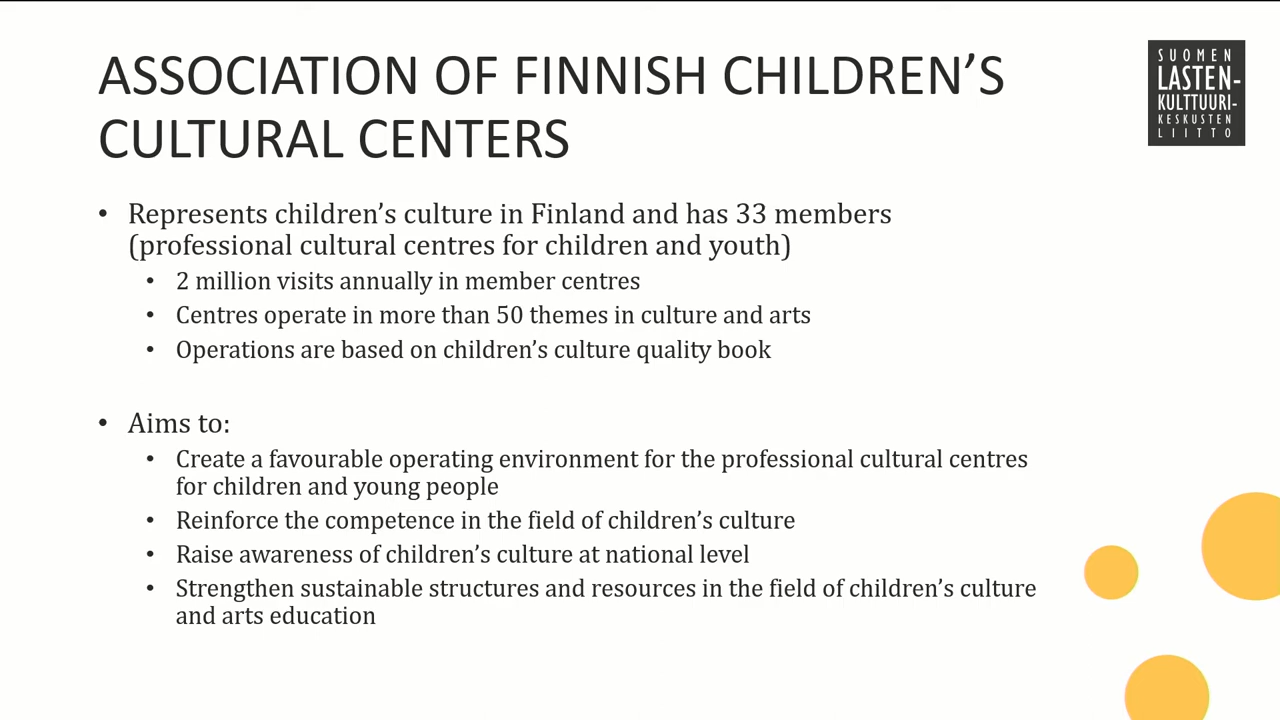 ASSOCIATION OF FINNISH CHILDREN’S
CULTURAL CENTERS
SUOMEN
LASTEN-
KULTTUURI-
KESKUSTEN
LIITTO
• Represents children’s culture in Finland and has 33 members
(professional cultural centres for children and youth)
• 2 million visits annually in member centres
• Centres operate in more than 50 themes in culture and arts
• Operations are based on children’s culture quality book
• Aims to:
• Create a favourable operating environment for the professional cultural centres
for children and young people
• Reinforce the competence in the field of children’s culture
• Raise awareness of children’s culture at national level
• Strengthen sustainable structures and resources in the field of children’s culture
and arts education